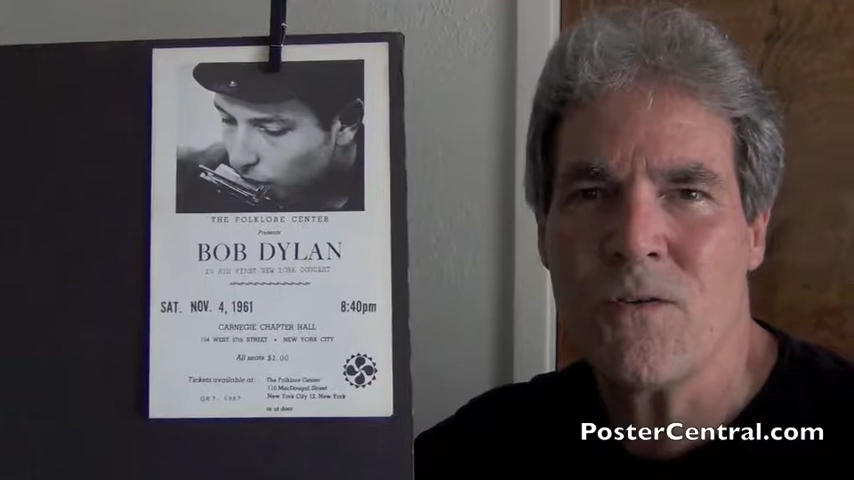 THE FOLKLORE CENTER
Presents
BOB DYLAN
IN HIS FIRST NEW YORK CONCERT
SAT. NOV. 4, 1961 8:40pm
CARNEGIE CHAPTER HALL
154 WEST 57th STREET • NEW YORK CITY
All seats $2.00
Tickets available at: The Folklore Center
GR7-5987 110 MacDougal Street
New York City 12, New York
or at door
PosterCentral.com